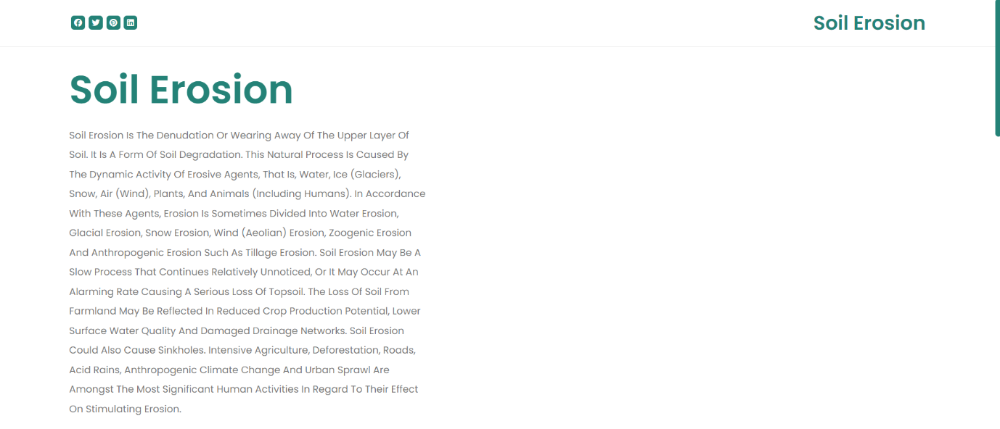 Soil Erosion
Soil Erosion
Soil Erosion Is The Denudation Or Wearing Away Of The Upper Layer Of
Soil. It Is A Form Of Soil Degradation. This Natural Process Is Caused By
The Dynamic Activity Of Erosive Agents, That Is, Water, Ice (Glaciers),
Snow, Air (Wind), Plants, And Animals (Including Humans). In Accordance
With These Agents, Erosion Is Sometimes Divided Into Water Erosion,
Glacial Erosion, Snow Erosion, Wind (Aeolian) Erosion, Zoogenic Erosion
And Anthropogenic Erosion Such As Tillage Erosion. Soil Erosion May Be A
Slow Process That Continues Relatively Unnoticed, Or It May Occur At An
Alarming Rate Causing A Serious Loss Of Topsoil. The Loss Of Soil From
Farmland May Be Reflected In Reduced Crop Production Potential, Lower
Surface Water Quality And Damaged Drainage Networks. Soil Erosion
Could Also Cause Sinkholes. Intensive Agriculture, Deforestation, Roads,
Acid Rains, Anthropogenic Climate Change And Urban Sprawl Are
Amongst The Most Significant Human Activities In Regard To Their Effect
On Stimulating Erosion.